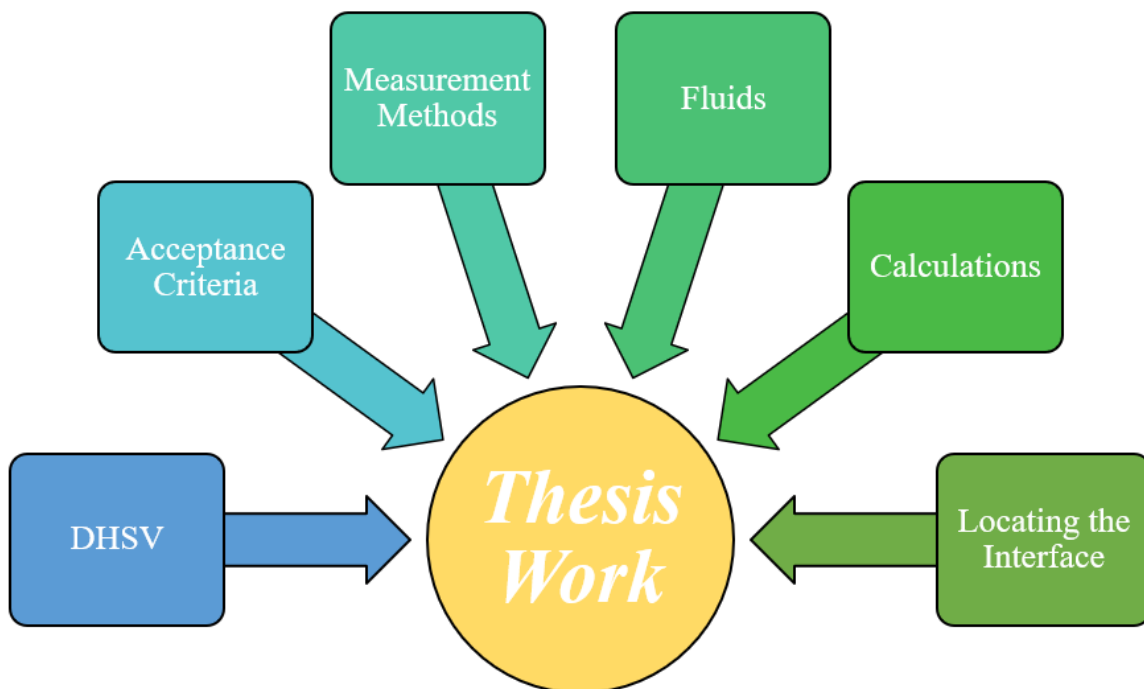 Measurement
Methods
Fluids
Acceptance
Criteria
Calculations
DHSV
Thesis
Work
Locating the
Interface